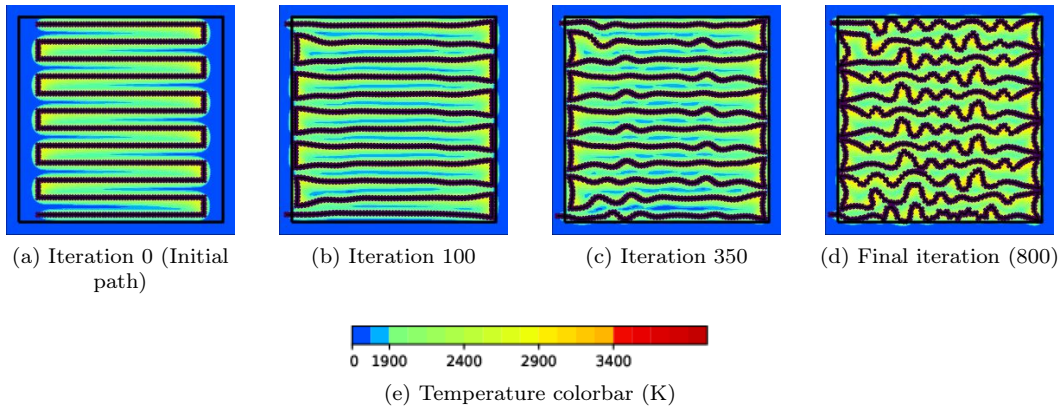 (a) Iteration 0 (Initial
path)
(b) Iteration 100
(c) Iteration 350
(d) Final iteration (800)
0 1900 2400 2900 3400
(e) Temperature colorbar (K)